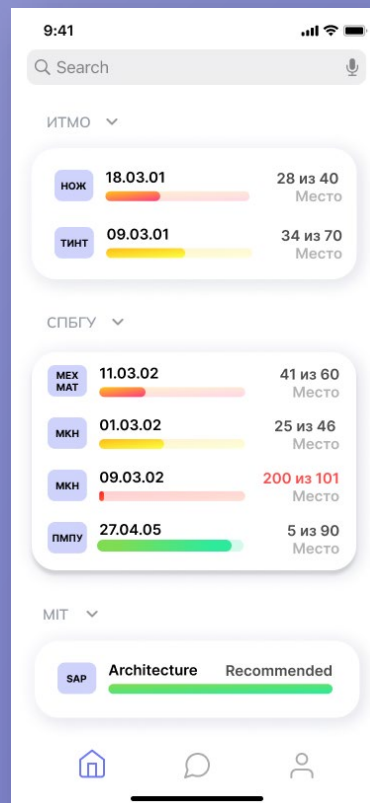 9:41
Search
ИТМО
НОЖ 18.03.01 28 из 40
Место
ТИНТ 09.03.01 34 из 70
Место
СПБГУ
МЕХ МАТ 11.03.02 41 из 60
Место
МКН 01.03.02 25 из 46
Место
МКН 09.03.02 200 из 101
Место
ПМПУ 27.04.05 5 из 90
Место
MIT
SAP Architecture Recommended